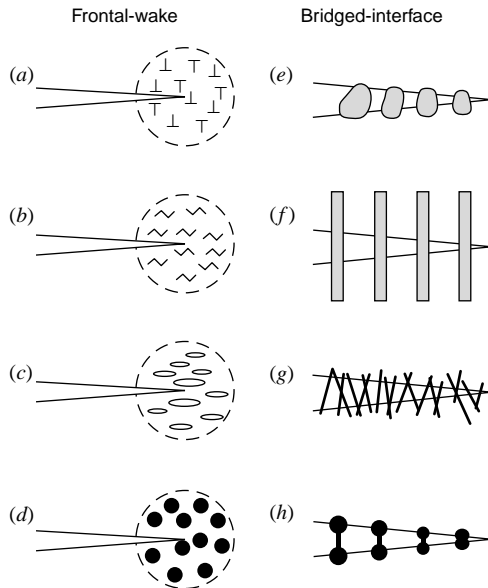 Frontal-wake Bridged-interface
(a) (e)
(b) (f)
(c) (g)
(d) (h)